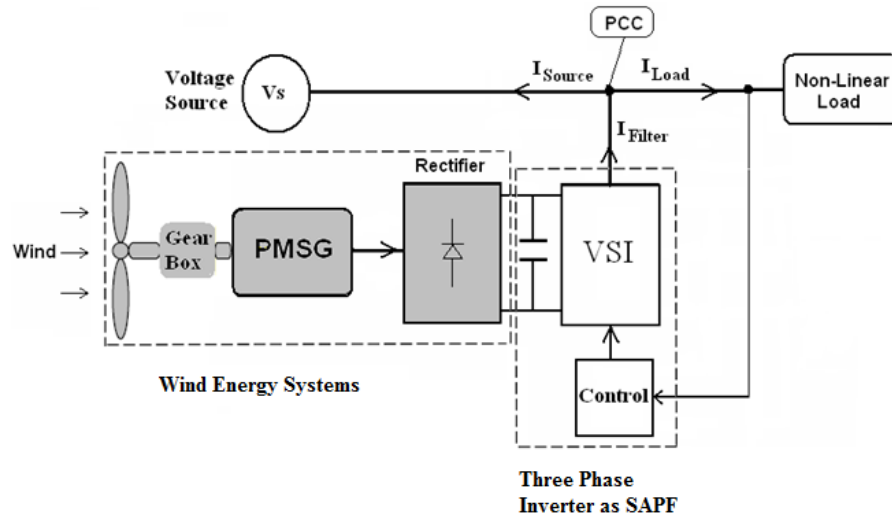 PCC
I Source
I Load
Voltage
Source
Vs
Non-Linear
Load
I Filter
Rectifier
Wind
Gear
Box
PMSG
VSI
Control
Wind Energy Systems
Three Phase
Inverter as SAPF